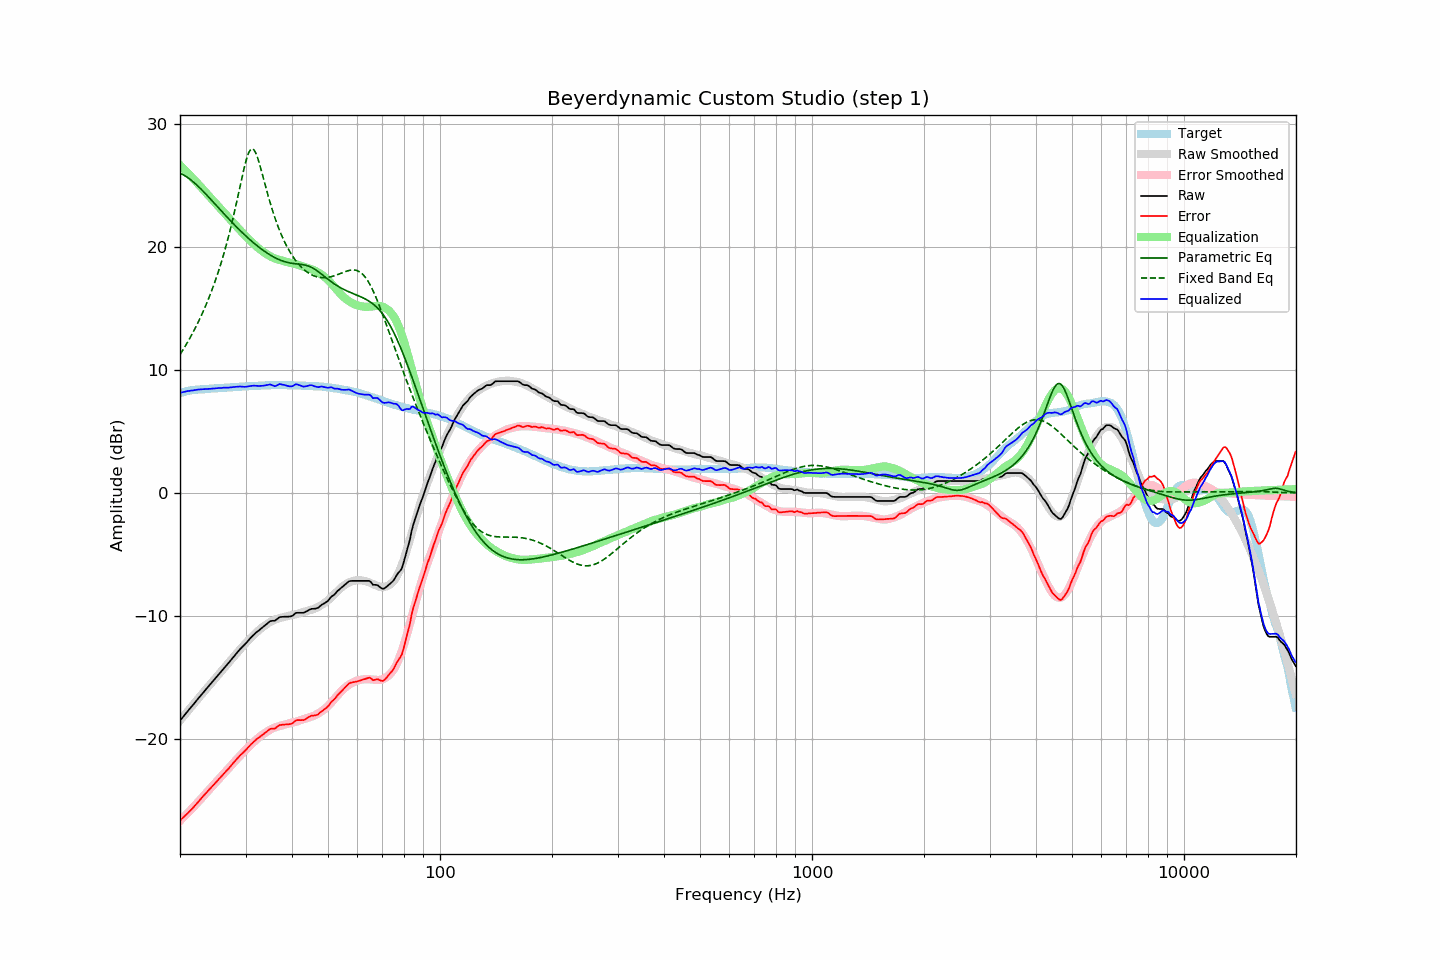 Beyerdynamic Custom Studio (step 1)
30
20
10
0
−10
−20
Amplitude (dBr)
100
1000
10000
Frequency (Hz)
Target
Raw Smoothed
Error Smoothed
Raw
Error
Equalization
Parametric Eq
Fixed Band Eq
Equalized